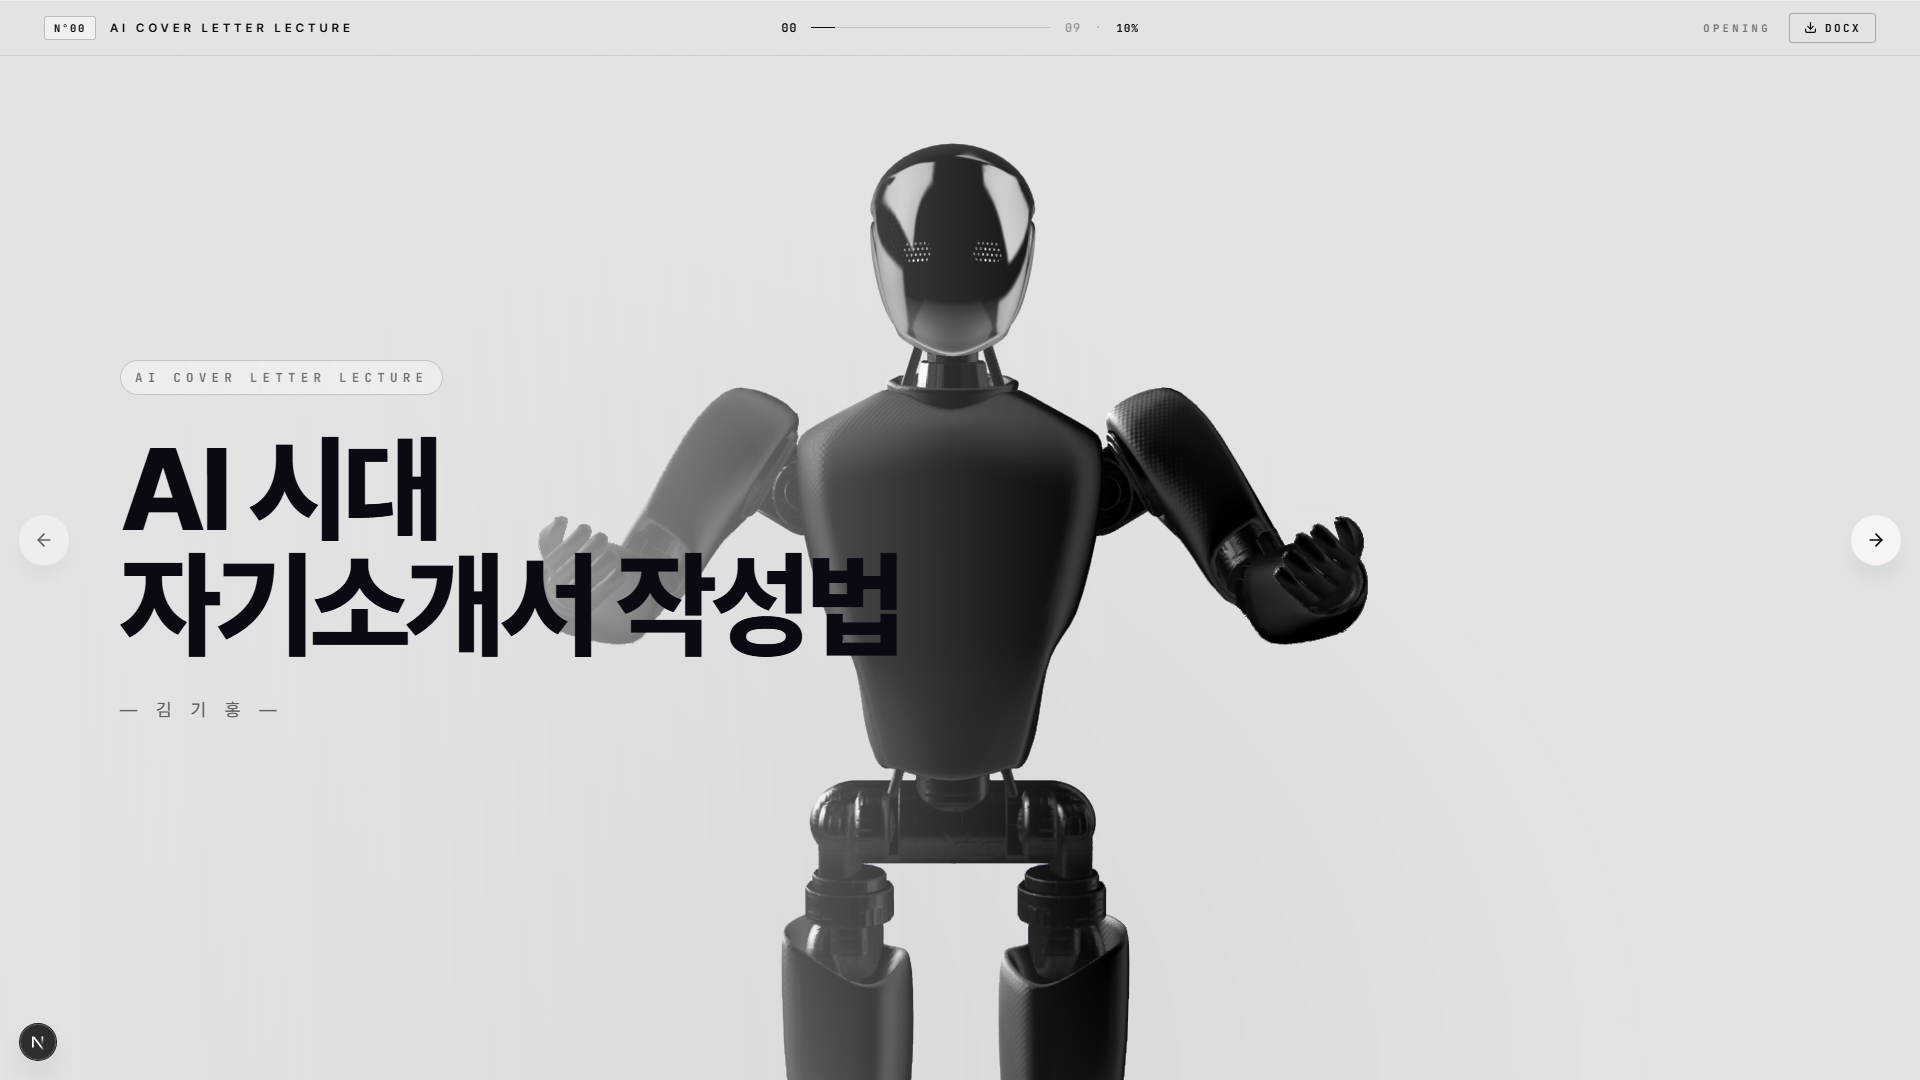 N°00 AI COVER LETTER LECTURE
00 09 · 10%
OPENING DOCX
AI COVER LETTER LECTURE
AI 시대
자기소개서 작성법
— 김기홍 —
N